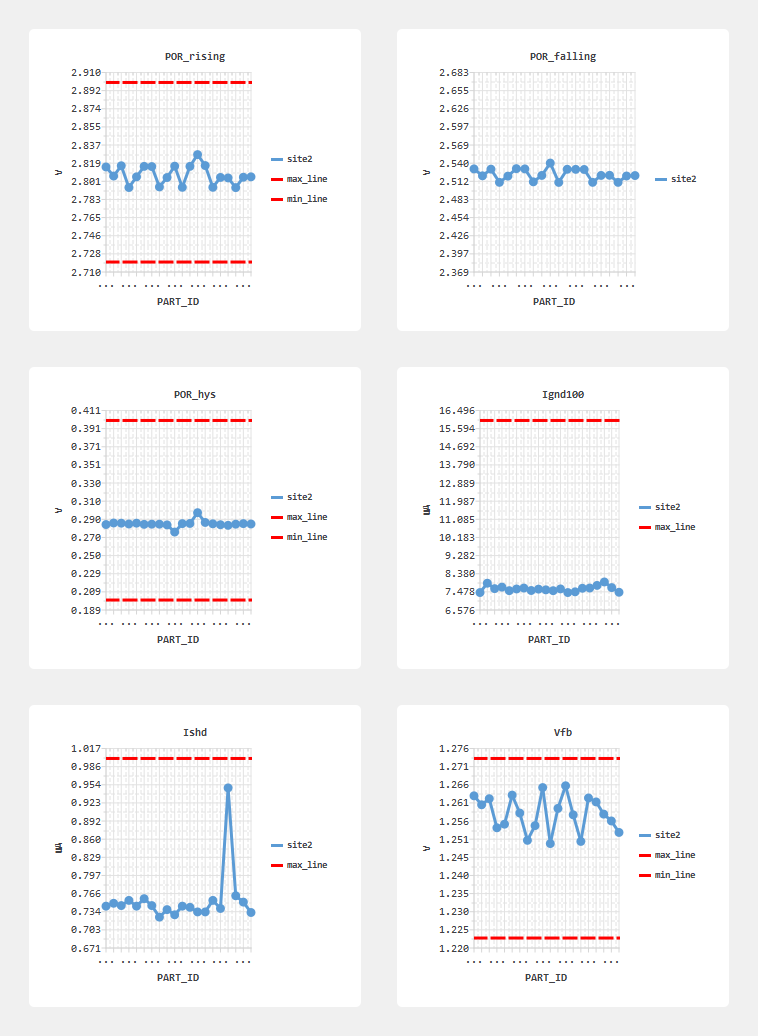 POR_rising
2.910
2.892
2.874
2.855
2.837
2.819
2.801
2.783
2.765
2.746
2.728
2.710
V
... ... ... ... ... ... ...
PART_ID
site2
max_line
min_line
POR_falling
2.683
2.655
2.626
2.597
2.569
2.540
2.512
2.483
2.454
2.426
2.397
2.369
V
... ... ... ... ... ... ...
PART_ID
site2
POR_hys
0.411
0.391
0.371
0.351
0.330
0.310
0.290
0.270
0.250
0.229
0.209
0.189
V
... ... ... ... ... ... ...
PART_ID
site2
max_line
min_line
Ignd100
16.496
15.594
14.692
13.790
12.889
11.987
11.085
10.183
9.282
8.380
7.478
6.576
... ... ... ... ... ... ...
PART_ID
site2
max_line
Ishd
1.017
0.986
0.954
0.923
0.892
0.860
0.829
0.797
0.766
0.734
0.703
0.671
... ... ... ... ... ... ...
PART_ID
site2
max_line
Vfb
1.276
1.271
1.266
1.261
1.256
1.251
1.245
1.240
1.235
1.230
1.225
1.220
V
... ... ... ... ... ... ...
PART_ID
site2
max_line
min_line